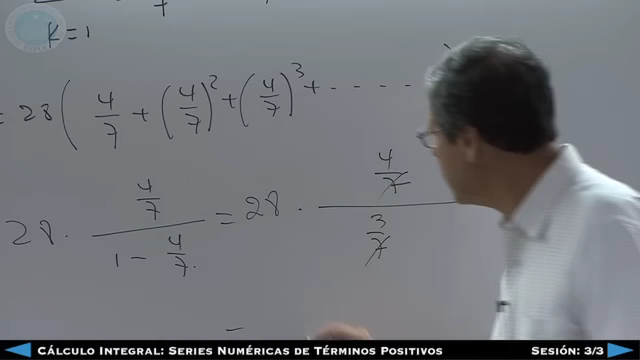 7
K = 1
= 28 ( 4/7 + (4/7)² + (4/7)³ + - - - - -
28 · (4/7)/(1 - 4/7) = 28 · (4/7)/(3/7)
=
CÁLCULO INTEGRAL: SERIES NUMÉRICAS DE TÉRMINOS POSITIVOS SESIÓN: 3/3